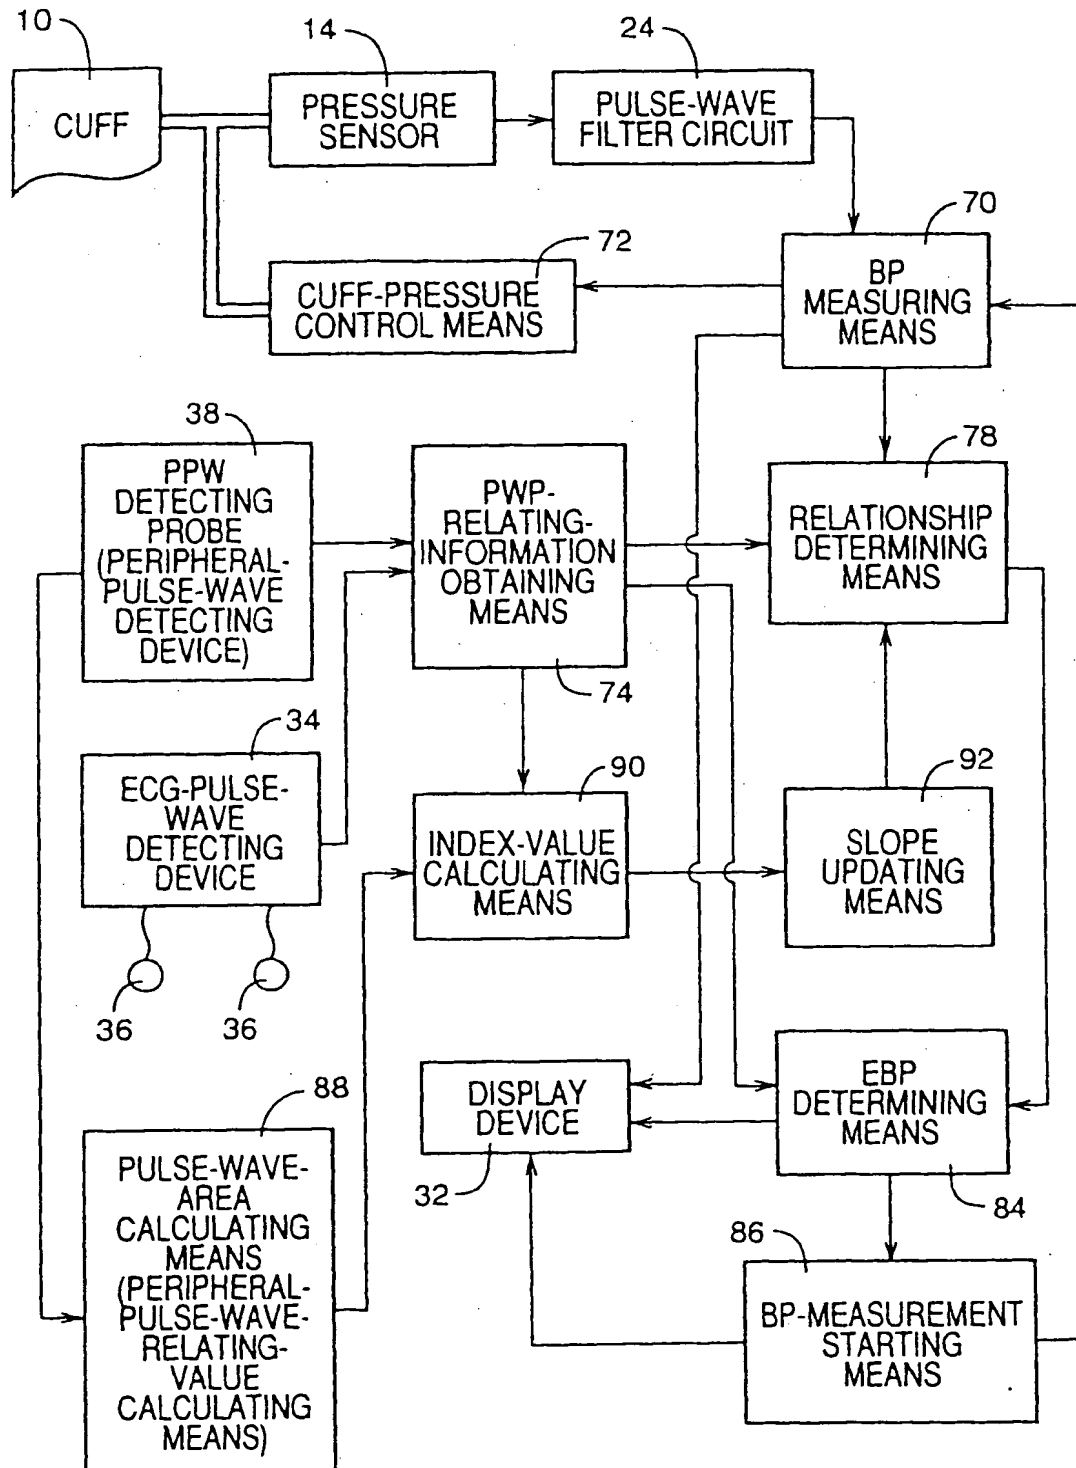 10
14
24
CUFF
PRESSURE
SENSOR
PULSE-WAVE
FILTER CIRCUIT
70
72
BP
MEASURING
MEANS
CUFF-PRESSURE
CONTROL MEANS
38
78
PPW
DETECTING
PROBE
(PERIPHERAL-
PULSE-WAVE
DETECTING
DEVICE)
PWP-
RELATING-
INFORMATION
OBTAINING
MEANS
RELATIONSHIP
DETERMINING
MEANS
74
34
90
92
ECG-PULSE-
WAVE
DETECTING
DEVICE
INDEX-VALUE
CALCULATING
MEANS
SLOPE
UPDATING
MEANS
36
36
88
DISPLAY
DEVICE
32
EBP
DETERMINING
MEANS
84
PULSE-WAVE-
AREA
CALCULATING
MEANS
(PERIPHERAL-
PULSE-WAVE-
RELATING-
VALUE
CALCULATING
MEANS)
86
BP-MEASUREMENT
STARTING
MEANS